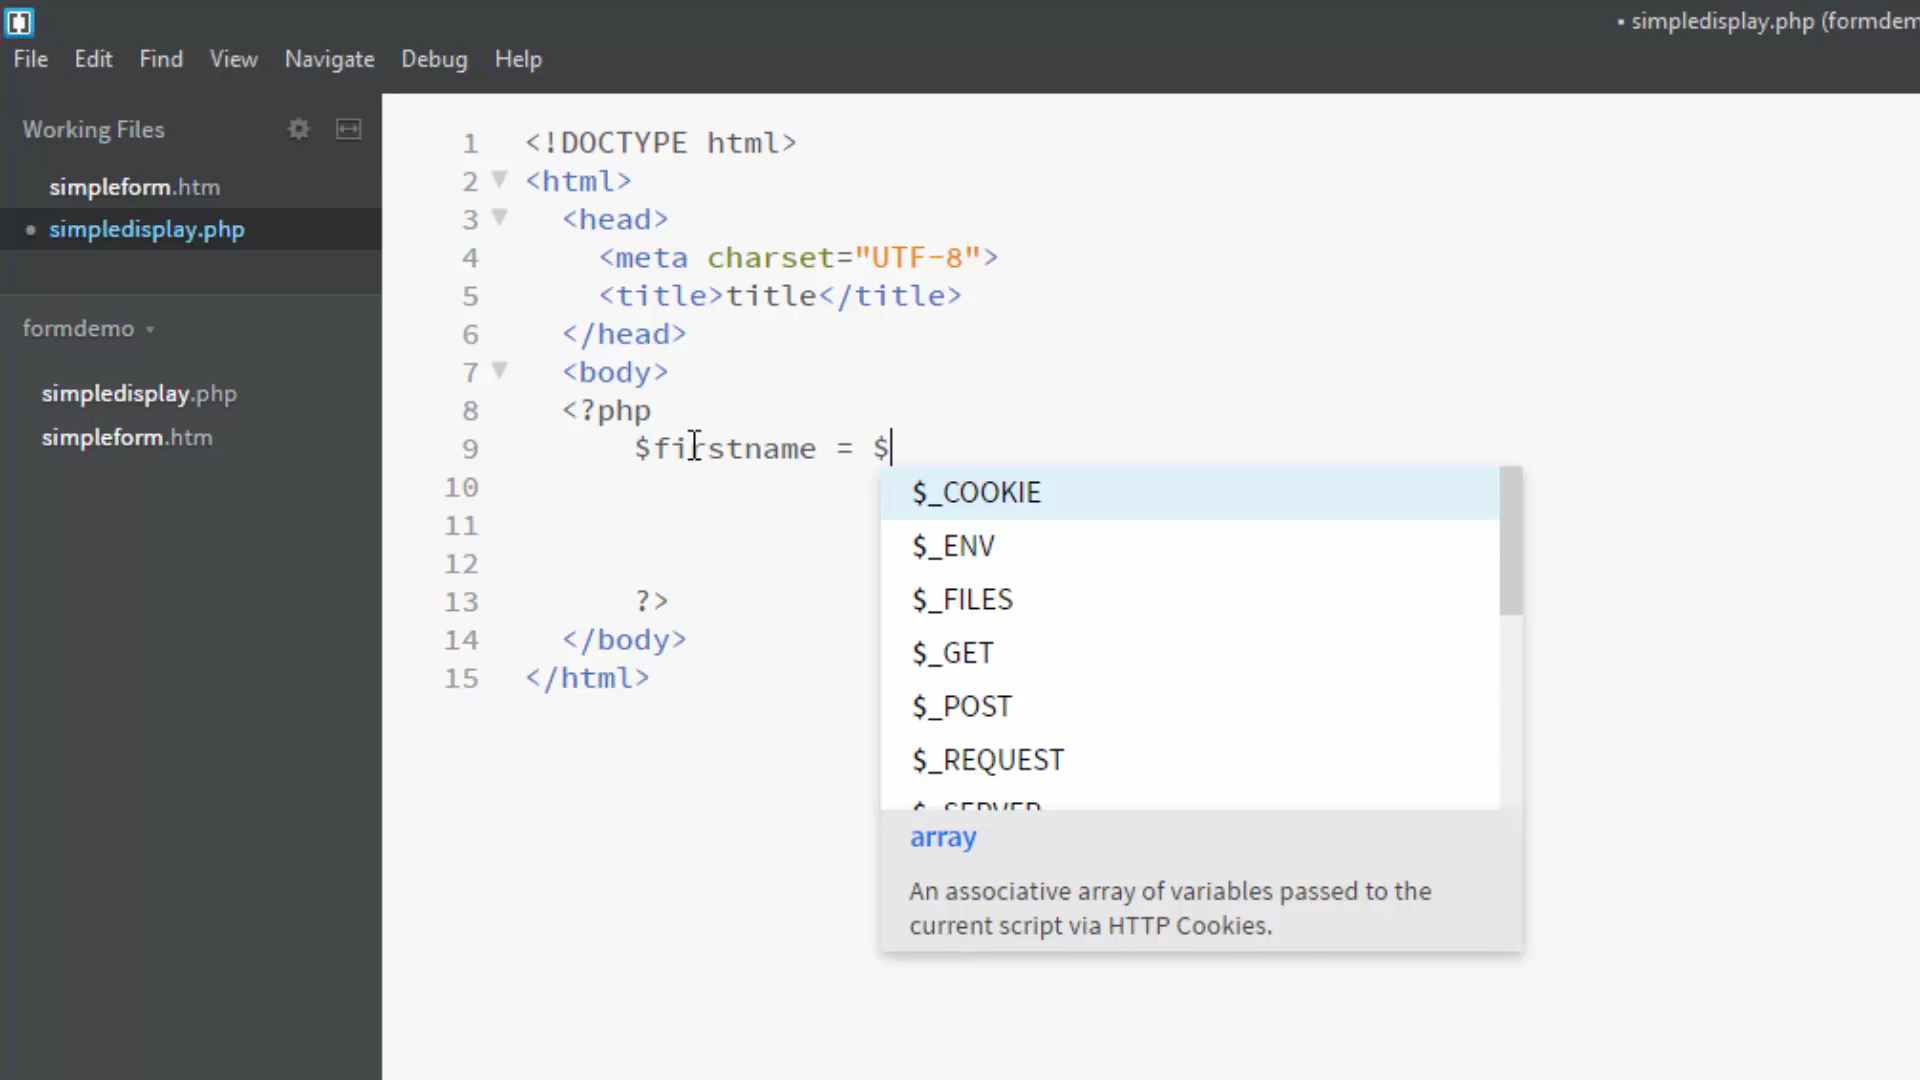 • simpledisplay.php (formdem
File Edit Find View Navigate Debug Help
Working Files
simpleform.htm
• simpledisplay.php
formdemo
simpledisplay.php
simpleform.htm
1 <!DOCTYPE html>
2 <html>
3 <head>
4 <meta charset="UTF-8">
5 <title>title</title>
6 </head>
7 <body>
8 <?php
9 $firstname = $
10
11
12
13 ?>
14 </body>
15 </html>
$_COOKIE
$_ENV
$_FILES
$_GET
$_POST
$_REQUEST
$_SERVER
array
An associative array of variables passed to the
current script via HTTP Cookies.